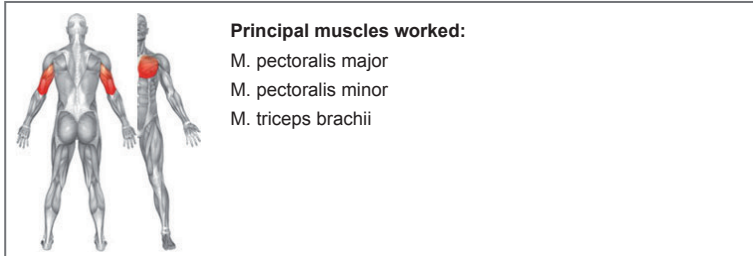 Principal muscles worked:
M. pectoralis major
M. pectoralis minor
M. triceps brachii